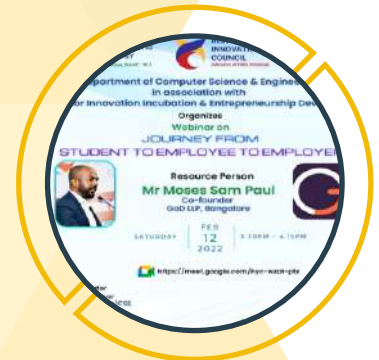 INNOVATION
COUNCIL
Department of Computer Science & Engineering
in association with
for Innovation Incubation & Entrepreneurship Dev
Organizes
Webinar on
JOURNEY FROM
STUDENT TO EMPLOYEE TO EMPLOYE
Resource Person
Mr Moses Sam Paul
Co-founder
GoD LLP, Bangalore
SATURDAY
FEB
12
2022
https://meet.google.com/